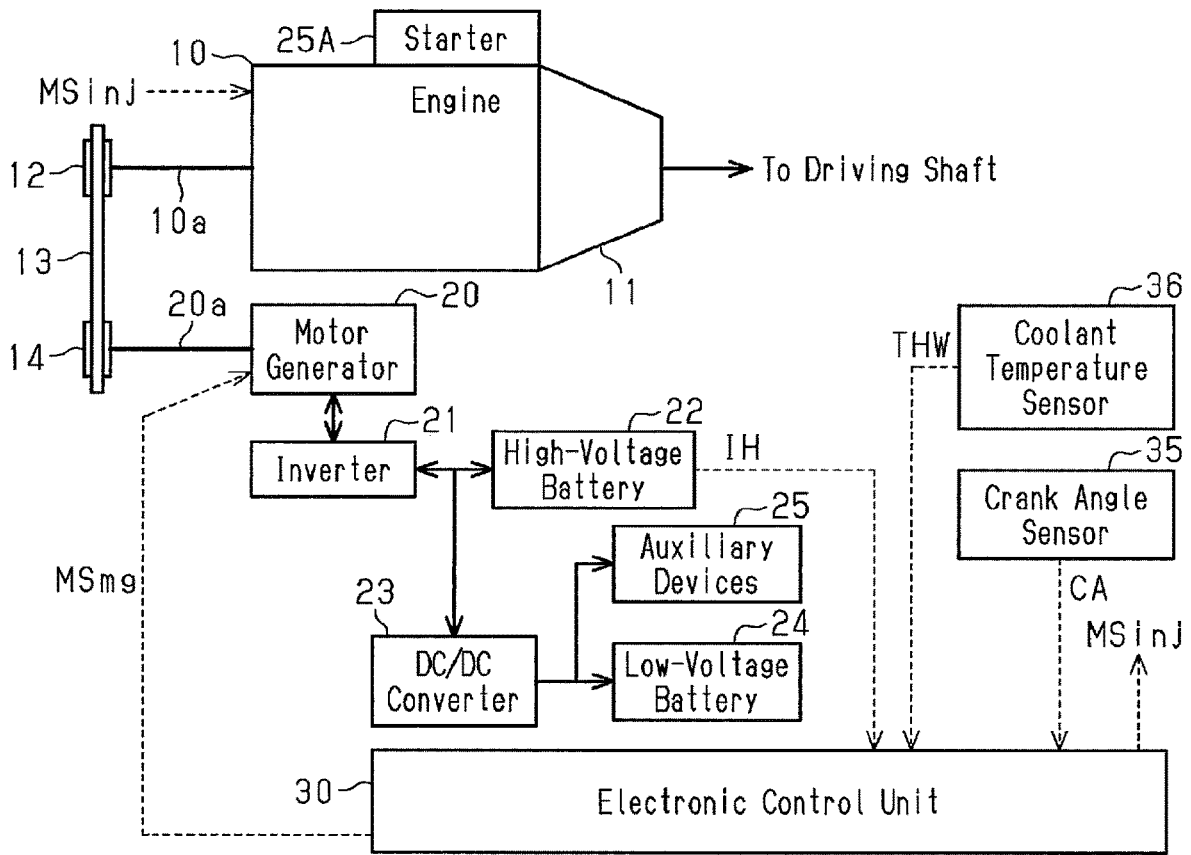 25A
Starter
10
MSinj
Engine
12
10a
To Driving Shaft
13
11
20a
20
14
Motor
Generator
36
Coolant
Temperature
Sensor
THW
21
Inverter
22
High-Voltage
Battery
IH
35
Crank Angle
Sensor
25
Auxiliary
Devices
MSmg
CA
23
DC/DC
Converter
24
Low-Voltage
Battery
MSinj
30
Electronic Control Unit